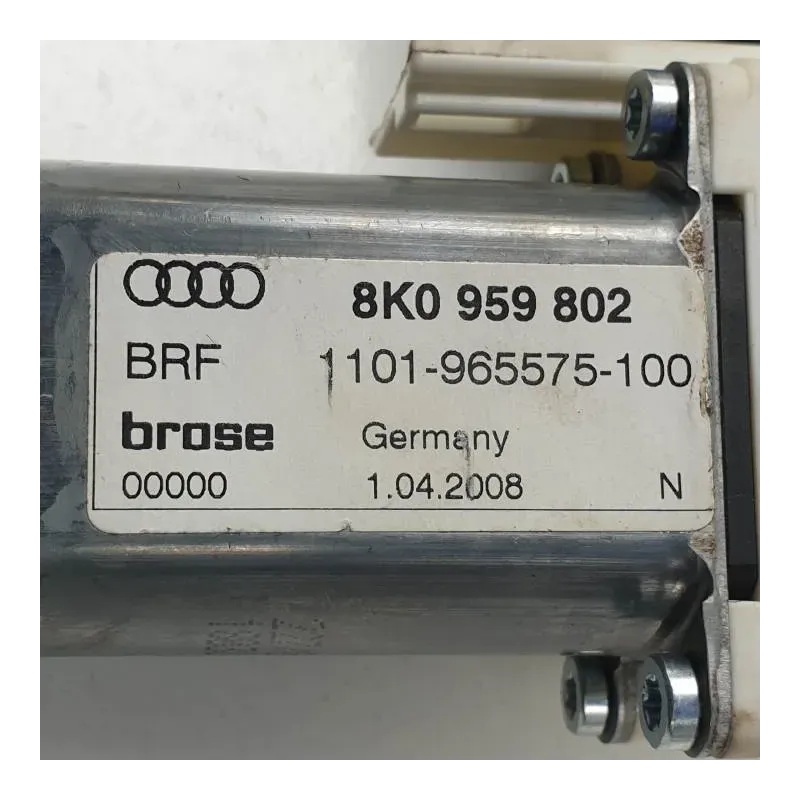 8K0 959 802
BRF 1101-965575-100
brose Germany
00000 1.04.2008 N